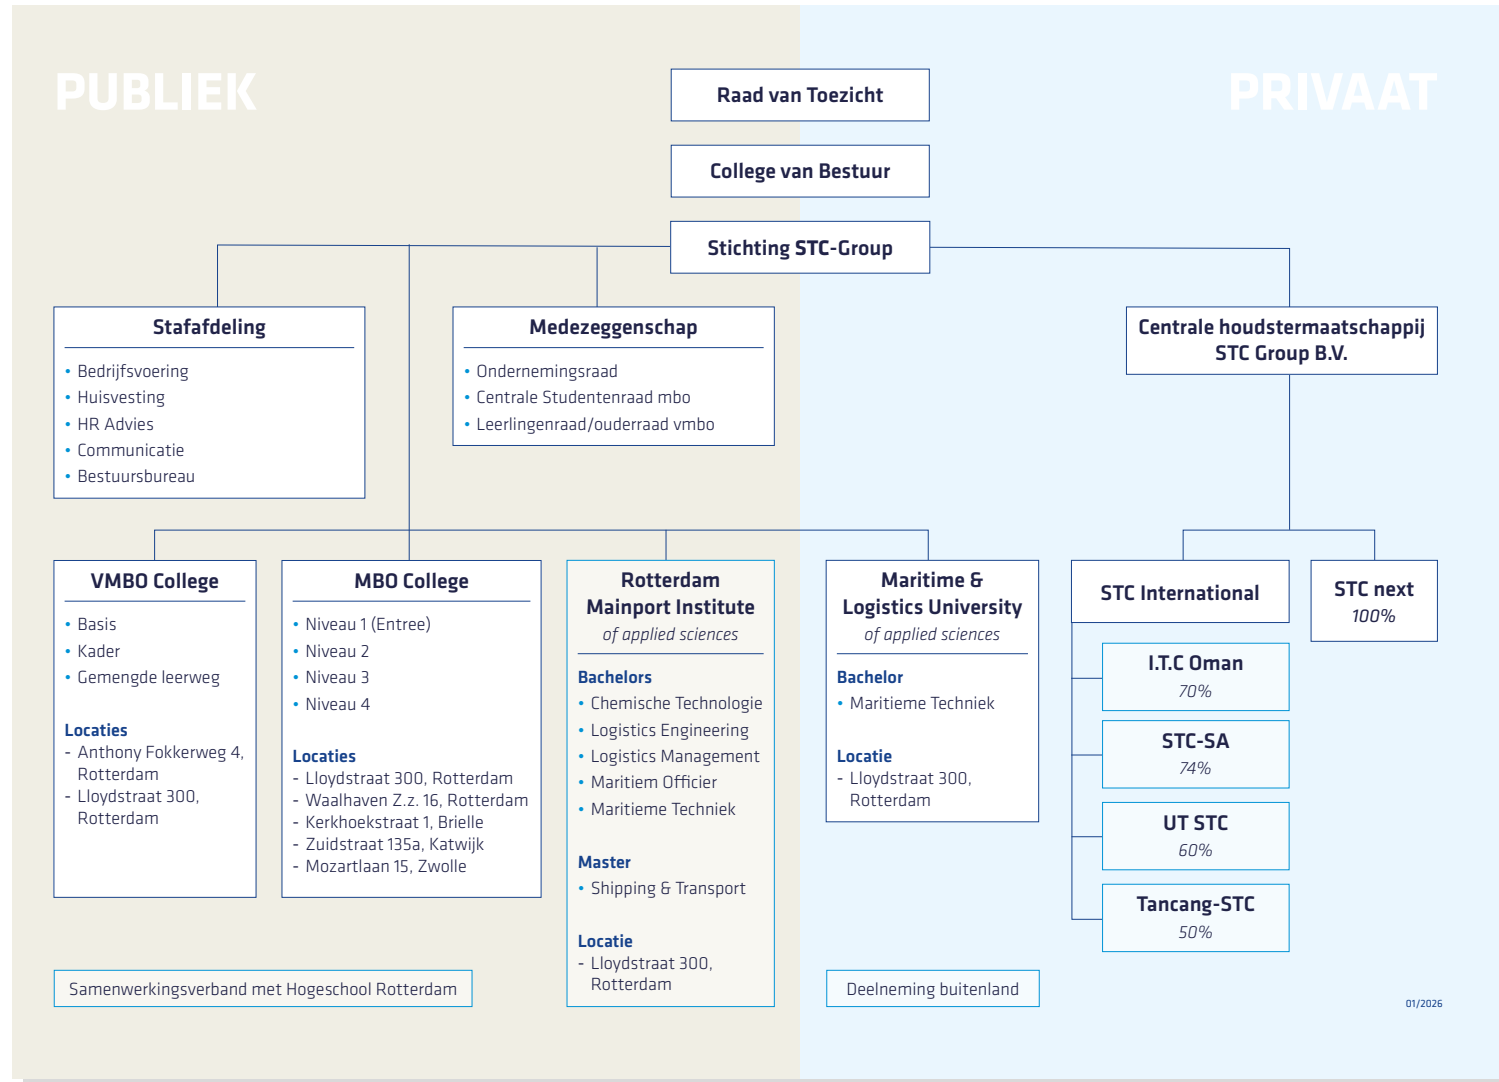 PUBLIEK
PRIVAAT
Raad van Toezicht
College van Bestuur
Stichting STC-Group
Stafafdeling
• Bedrijfsvoering
• Huisvesting
• HR Advies
• Communicatie
• Bestuursbureau
Medezeggenschap
• Ondernemingsraad
• Centrale Studentenraad mbo
• Leerlingenraad/ouderraad vmbo
Centrale houdstermaatschappij
STC Group B.V.
VMBO College
• Basis
• Kader
• Gemengde leerweg
Locaties
- Anthony Fokkerweg 4,
Rotterdam
- Lloydstraat 300,
Rotterdam
MBO College
• Niveau 1 (Entree)
• Niveau 2
• Niveau 3
• Niveau 4
Locaties
- Lloydstraat 300, Rotterdam
- Waalhaven Z.z. 16, Rotterdam
- Kerkhoekstraat 1, Brielle
- Zuidstraat 135a, Katwijk
- Mozartlaan 15, Zwolle
Rotterdam
Mainport Institute
of applied sciences
Bachelors
• Chemische Technologie
• Logistics Engineering
• Logistics Management
• Maritiem Officier
• Maritieme Techniek
Master
• Shipping & Transport
Locatie
- Lloydstraat 300,
Rotterdam
Maritime &
Logistics University
of applied sciences
Bachelor
• Maritieme Techniek
Locatie
- Lloydstraat 300,
Rotterdam
STC International
I.T.C Oman
70%
STC-SA
74%
UT STC
60%
Tancang-STC
50%
STC next
100%
Samenwerkingsverband met Hogeschool Rotterdam
Deelneming buitenland
01/2026